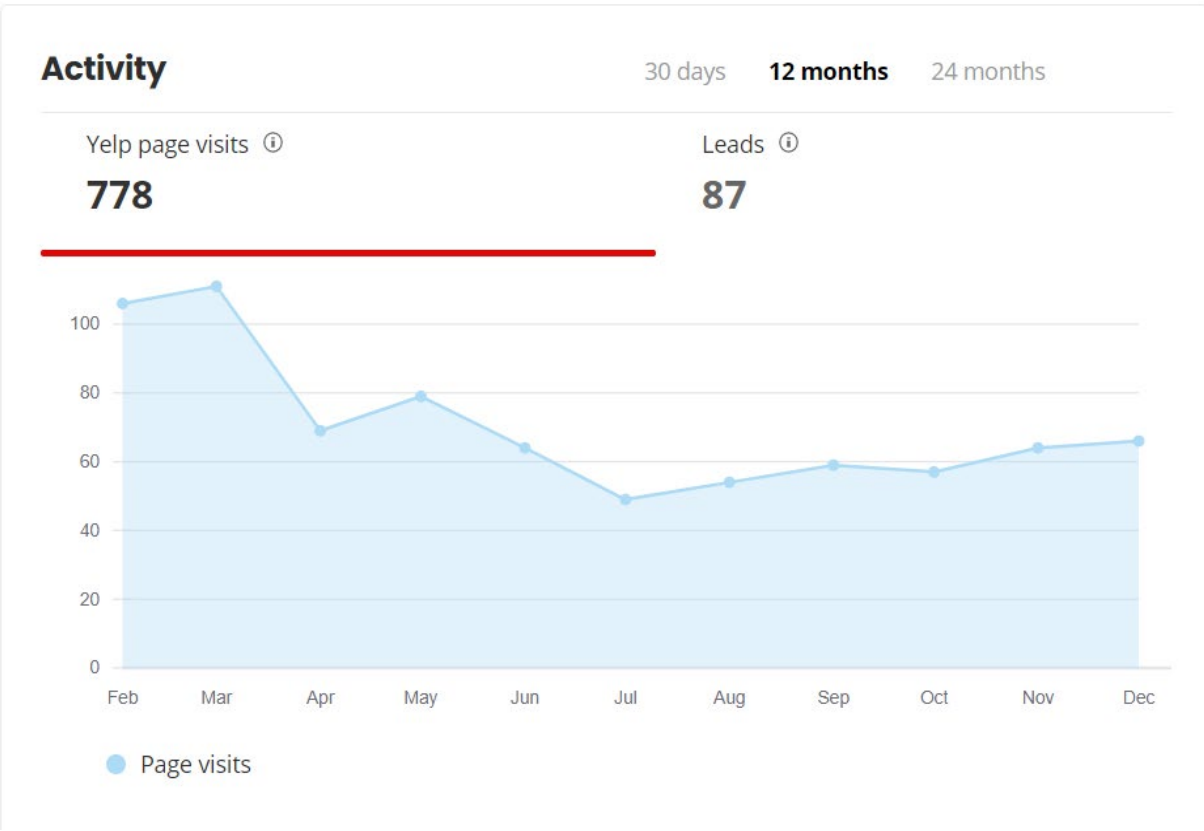 Activity 30 days 12 months 24 months
Yelp page visits Leads
778 87
100
80
60
40
20
0
Feb Mar Apr May Jun Jul Aug Sep Oct Nov Dec
Page visits